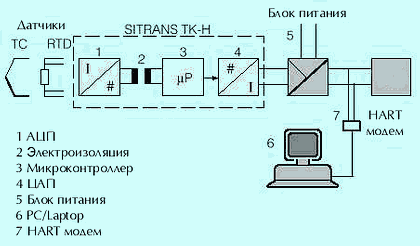 Блок питания
Датчики
SITRANS TK-H
5
TC RTD
1 2 3 4
I
#
µP
#
I
7 HART
модем
6
1 АЦП
2 Электроизоляция
3 Микроконтроллер
4 ЦАП
5 Блок питания
6 PC/Laptop
7 HART модем